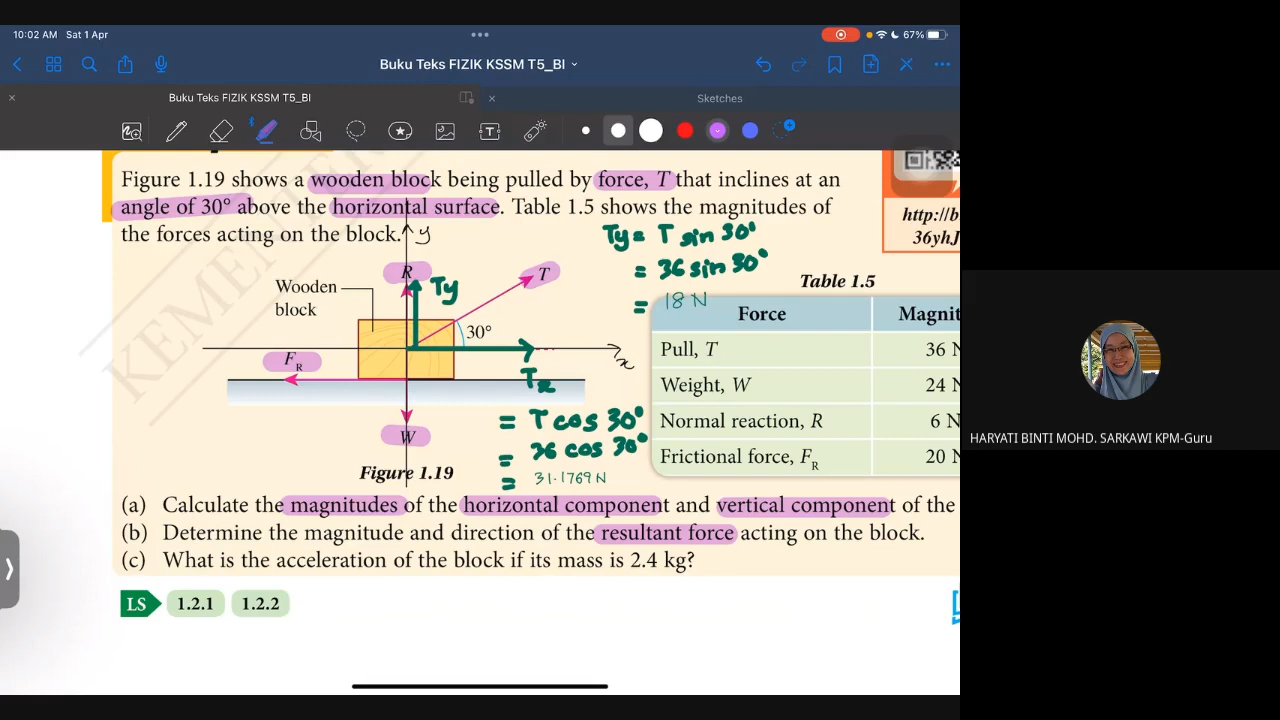 10:02 AM Sat 1 Apr
67%
Buku Teks FIZIK KSSM T5_BI
Buku Teks FIZIK KSSM T5_BI
Sketches
Figure 1.19 shows a wooden block being pulled by force, T that inclines at an
angle of 30° above the horizontal surface. Table 1.5 shows the magnitudes of
the forces acting on the block.
http://b
36yhJ
y
Ty = T sin 30°
= 36 sin 30°
= 18 N
Wooden
block
R
Ty
T
30°
F_R
x
Tx
= T cos 30°
= 36 cos 30°
= 31.1769 N
W
Figure 1.19
Table 1.5
Force Magnit
Pull, T 36 N
Weight, W 24 N
Normal reaction, R 6 N
Frictional force, F_R 20 N
(a) Calculate the magnitudes of the horizontal component and vertical component of the
(b) Determine the magnitude and direction of the resultant force acting on the block.
(c) What is the acceleration of the block if its mass is 2.4 kg?
LS 1.2.1 1.2.2
HARYATI BINTI MOHD. SARKAWI KPM-Guru